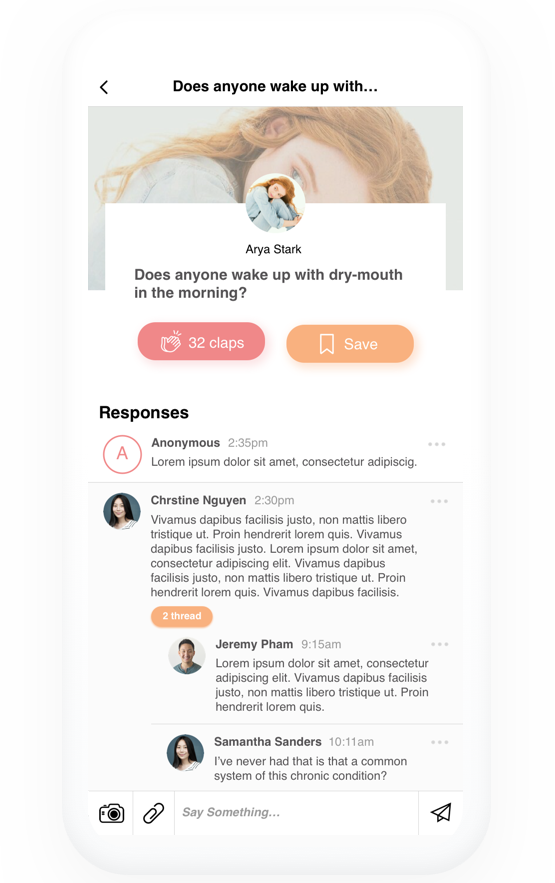 Does anyone wake up with...
Arya Stark
Does anyone wake up with dry-mouth
in the morning?
32 claps
Save
Responses
A
Anonymous 2:35pm
Lorem ipsum dolor sit amet, consectetur adipiscig.
Chrstine Nguyen 2:30pm
Vivamus dapibus facilisis justo, non mattis libero
tristique ut. Proin hendrerit lorem quis. Vivamus
dapibus facilisis justo. Lorem ipsum dolor sit amet,
consectetur adipiscing elit. Vivamus dapibus
facilisis justo, non mattis libero tristique ut. Proin
hendrerit lorem quis. Vivamus dapibus facilisis.
2 thread
Jeremy Pham 9:15am
Lorem ipsum dolor sit amet, consectetur
adipiscing elit. Vivamus dapibus facilisis
justo, non mattis libero tristique ut. Proin
hendrerit lorem quis.
Samantha Sanders 10:11am
I've never had that is that a common
system of this chronic condition?
Say Something...